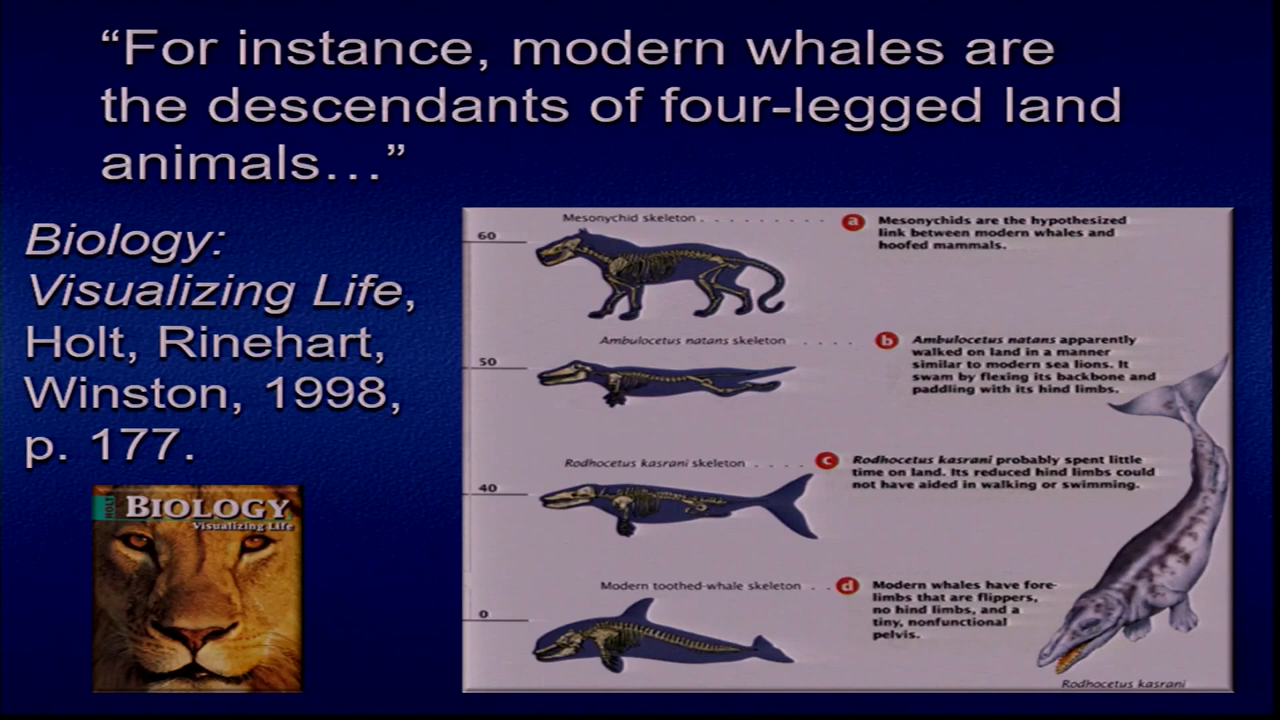 “For instance, modern whales are
the descendants of four-legged land
animals…”
Biology:
Visualizing Life,
Holt, Rinehart,
Winston, 1998,
p. 177.
HOLT
BIOLOGY
Visualizing Life
Mesonychid skeleton . . . . . . . . .
60
a
Mesonychids are the hypothesized
link between modern whales and
hoofed mammals.
Ambulocetus natans skeleton . . . .
50
b
Ambulocetus natans apparently
walked on land in a manner
similar to modern sea lions. It
swam by flexing its backbone and
paddling with its hind limbs.
Rodhocetus kasrani skeleton . . . . .
40
c
Rodhocetus kasrani probably spent little
time on land. Its reduced hind limbs could
not have aided in walking or swimming.
Modern toothed-whale skeleton . .
0
d
Modern whales have fore-
limbs that are flippers,
no hind limbs, and a
tiny, nonfunctional
pelvis.
Rodhocetus kasrani